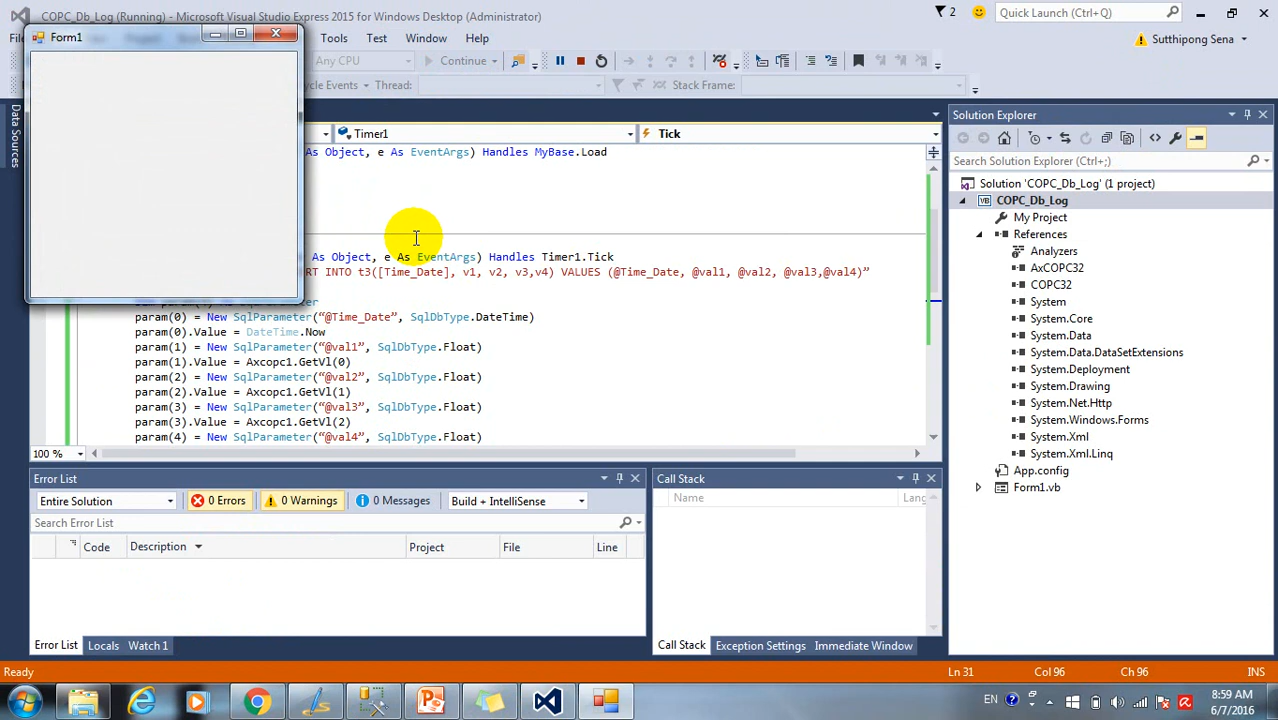 COPC_Db_Log (Running) - Microsoft Visual Studio Express 2015 for Windows Desktop (Administrator)
2
Quick Launch (Ctrl+Q)
Form1
Tools Test Window Help
Sutthipong Sena
Any CPU Continue
Events Thread: Stack Frame:
Data Sources
Timer1
Tick
As Object, e As EventArgs) Handles MyBase.Load
As Object, e As EventArgs) Handles Timer1.Tick
INTO t3([Time_Date], v1, v2, v3,v4) VALUES (@Time_Date, @val1, @val2, @val3,@val4)”
param(0) = New SqlParameter(“@Time_Date”, SqlDbType.DateTime)
param(0).Value = DateTime.Now
param(1) = New SqlParameter(“@val1”, SqlDbType.Float)
param(1).Value = Axcopc1.GetVl(0)
param(2) = New SqlParameter(“@val2”, SqlDbType.Float)
param(2).Value = Axcopc1.GetVl(1)
param(3) = New SqlParameter(“@val3”, SqlDbType.Float)
param(3).Value = Axcopc1.GetVl(2)
param(4) = New SqlParameter(“@val4”, SqlDbType.Float)
100 %
Solution Explorer
Search Solution Explorer (Ctrl+;)
Solution 'COPC_Db_Log' (1 project)
VB COPC_Db_Log
My Project
References
Analyzers
AxCOPC32
COPC32
System
System.Core
System.Data
System.Data.DataSetExtensions
System.Deployment
System.Drawing
System.Net.Http
System.Windows.Forms
System.Xml
System.Xml.Linq
App.config
Form1.vb
Error List
Entire Solution 0 Errors 0 Warnings 0 Messages Build + IntelliSense
Search Error List
Code Description Project File Line
Error List Locals Watch 1
Call Stack
Name Lang
Call Stack Exception Settings Immediate Window
Ready Ln 31 Col 96 Ch 96 INS
EN 8:59 AM
6/7/2016